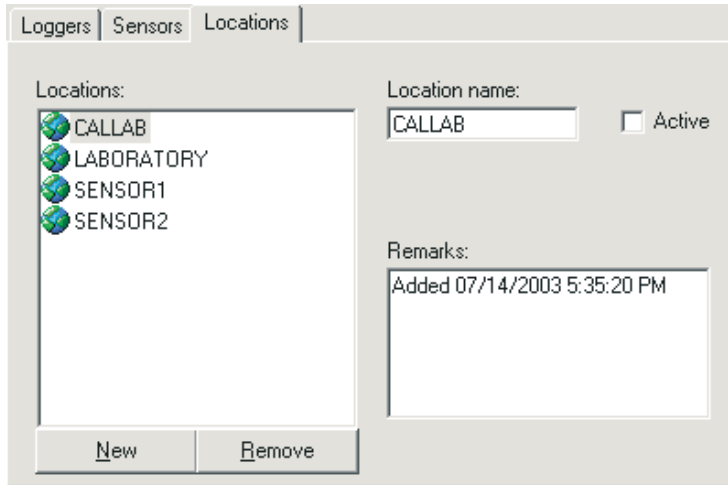 Loggers Sensors Locations
Locations:
CALLAB
LABORATORY
SENSOR1
SENSOR2
New Remove
Location name:
CALLAB
Active
Remarks:
Added 07/14/2003 5:35:20 PM